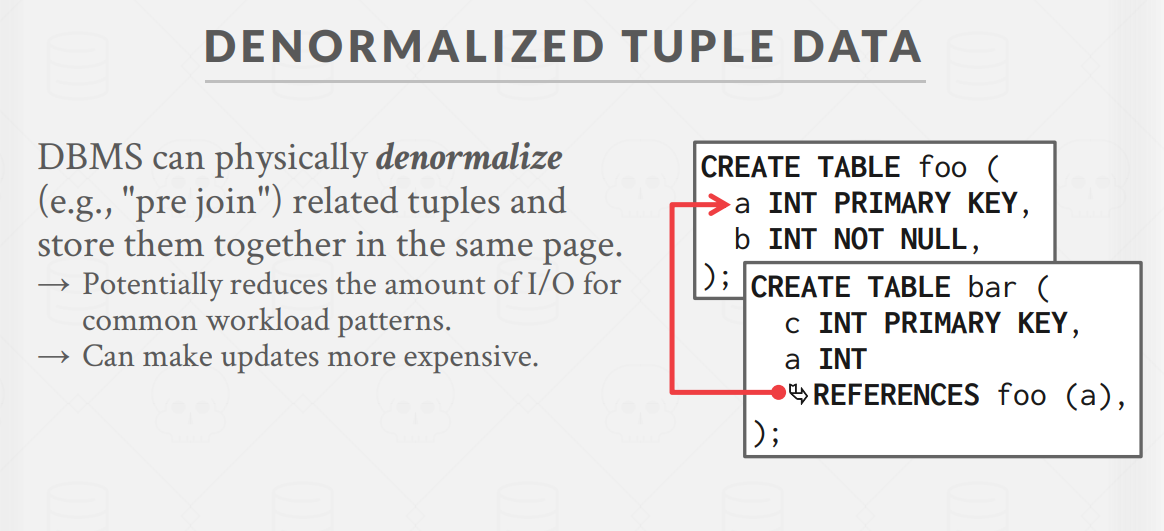 DENORMALIZED TUPLE DATA
DBMS can physically denormalize
(e.g., "pre join") related tuples and
store them together in the same page.
→ Potentially reduces the amount of I/O for
common workload patterns.
→ Can make updates more expensive.
CREATE TABLE foo (
a INT PRIMARY KEY,
b INT NOT NULL,
);
CREATE TABLE bar (
c INT PRIMARY KEY,
a INT
⮱REFERENCES foo (a),
);